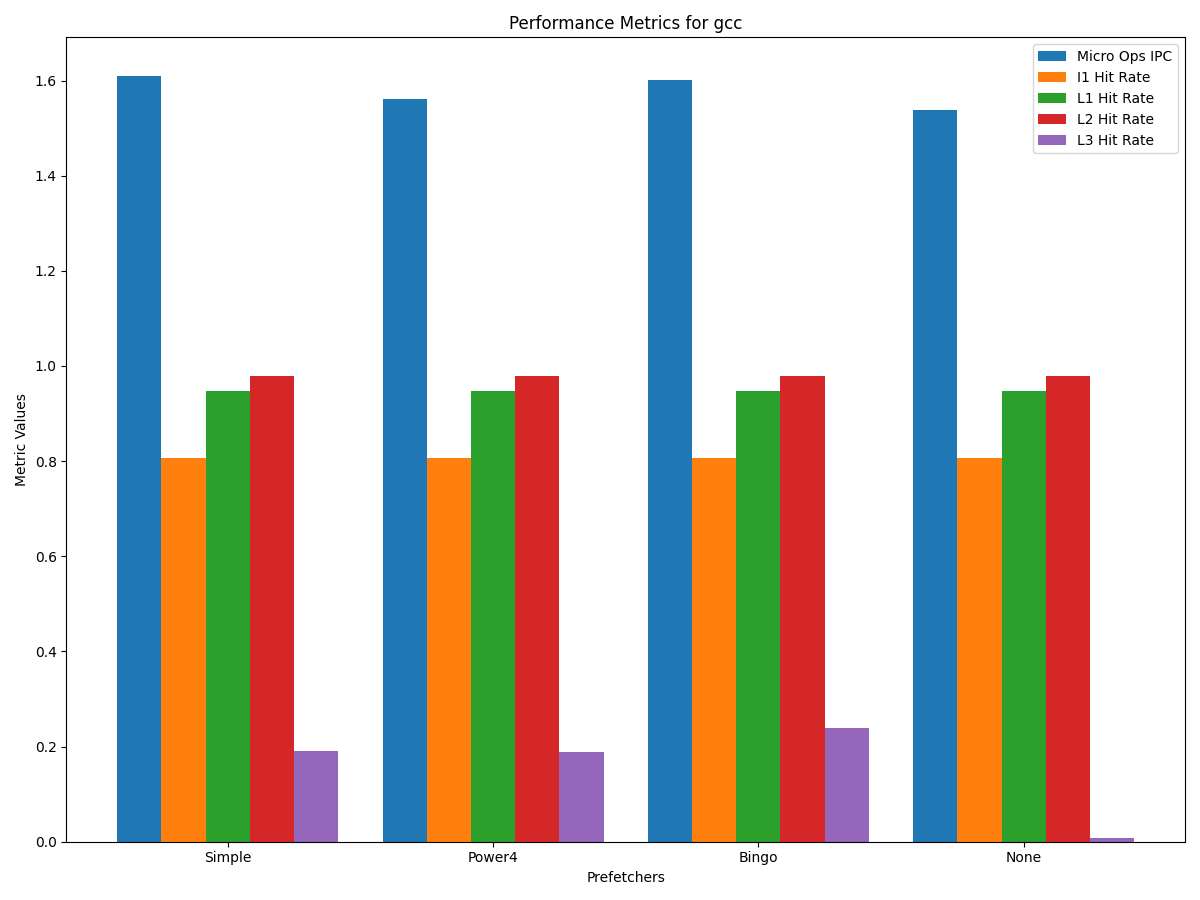 Performance Metrics for gcc
Micro Ops IPC
I1 Hit Rate
L1 Hit Rate
L2 Hit Rate
L3 Hit Rate
Metric Values
1.6
1.4
1.2
1.0
0.8
0.6
0.4
0.2
0.0
Simple Power4 Bingo None
Prefetchers